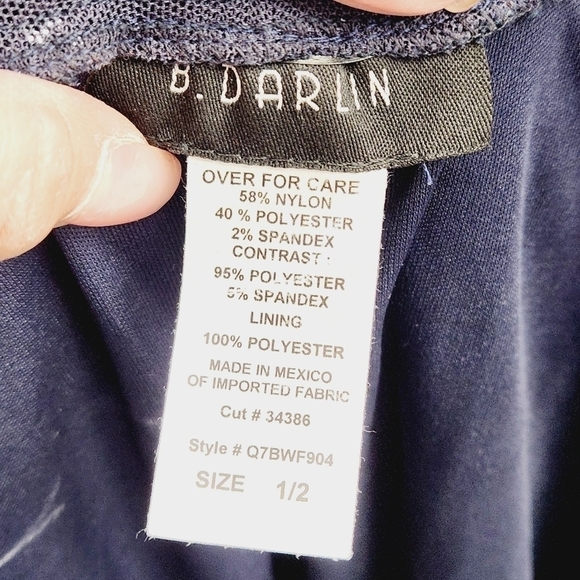 B. DARLIN
OVER FOR CARE
58% NYLON
40 % POLYESTER
2% SPANDEX
CONTRAST :
95% POLYESTER
5% SPANDEX
LINING
100% POLYESTER
MADE IN MEXICO
OF IMPORTED FABRIC
Cut # 34386
Style # Q7BWF904
SIZE 1/2